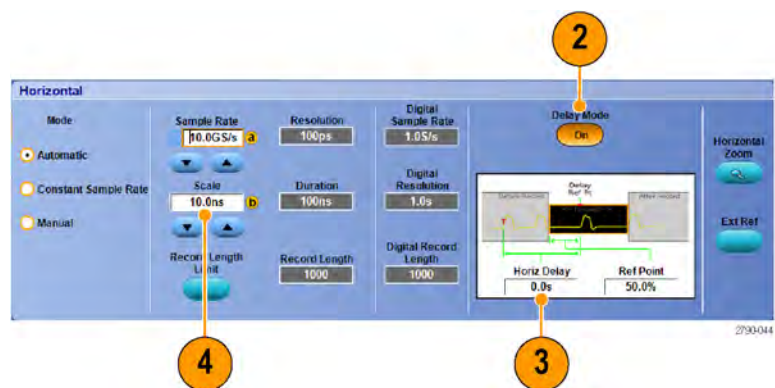 2
Horizontal
Mode
Automatic
Constant Sample Rate
Manual
Sample Rate
10.0GS/s
a
Scale
10.0ns
b
Record Length
Limit
Resolution
100ps
Duration
100ns
Record Length
1000
Digital
Sample Rate
1.0S/s
Digital
Resolution
1.0s
Digital Record
Length
1000
Delay Mode
On
Delay
T
Horiz Delay
0.0s
Ref Point
50.0%
Horizontal
Zoom
Ext Ref
2790-044
4
3